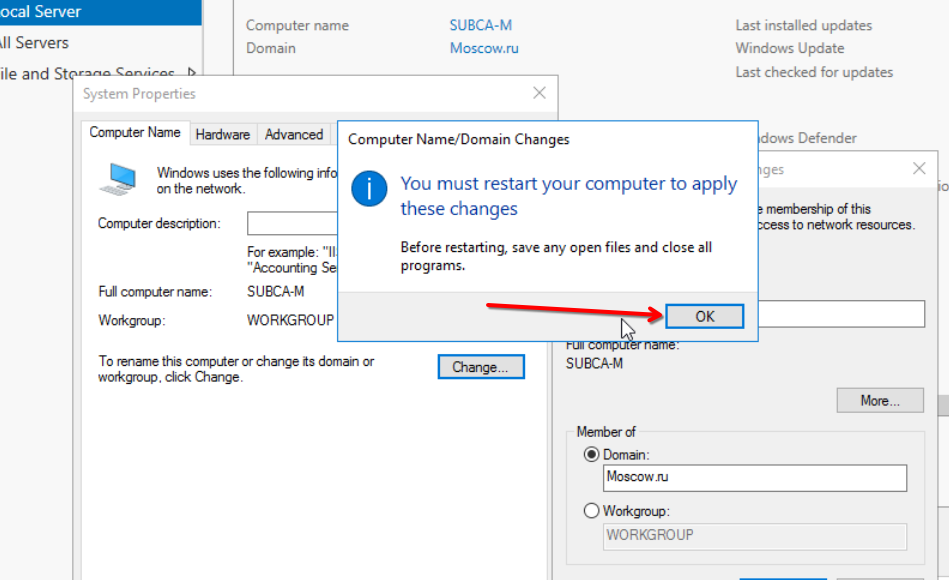 ocal Server
All Servers
ile and Storage Services
Computer name
SUBCA-M
Last installed updates
Domain
Moscow.ru
Windows Update
Last checked for updates
System Properties
Computer Name
Hardware
Advanced
Computer Name/Domain Changes
ndows Defender
nges
Windows uses the following info
on the network.
You must restart your computer to apply
these changes
e membership of this
ccess to network resources.
Computer description:
For example: "II
"Accounting Se
Before restarting, save any open files and close all
programs.
Full computer name:
SUBCA-M
Workgroup:
WORKGROUP
OK
Full computer name:
SUBCA-M
To rename this computer or change its domain or
workgroup, click Change.
Change...
More...
Member of
Domain:
Moscow.ru
Workgroup:
WORKGROUP